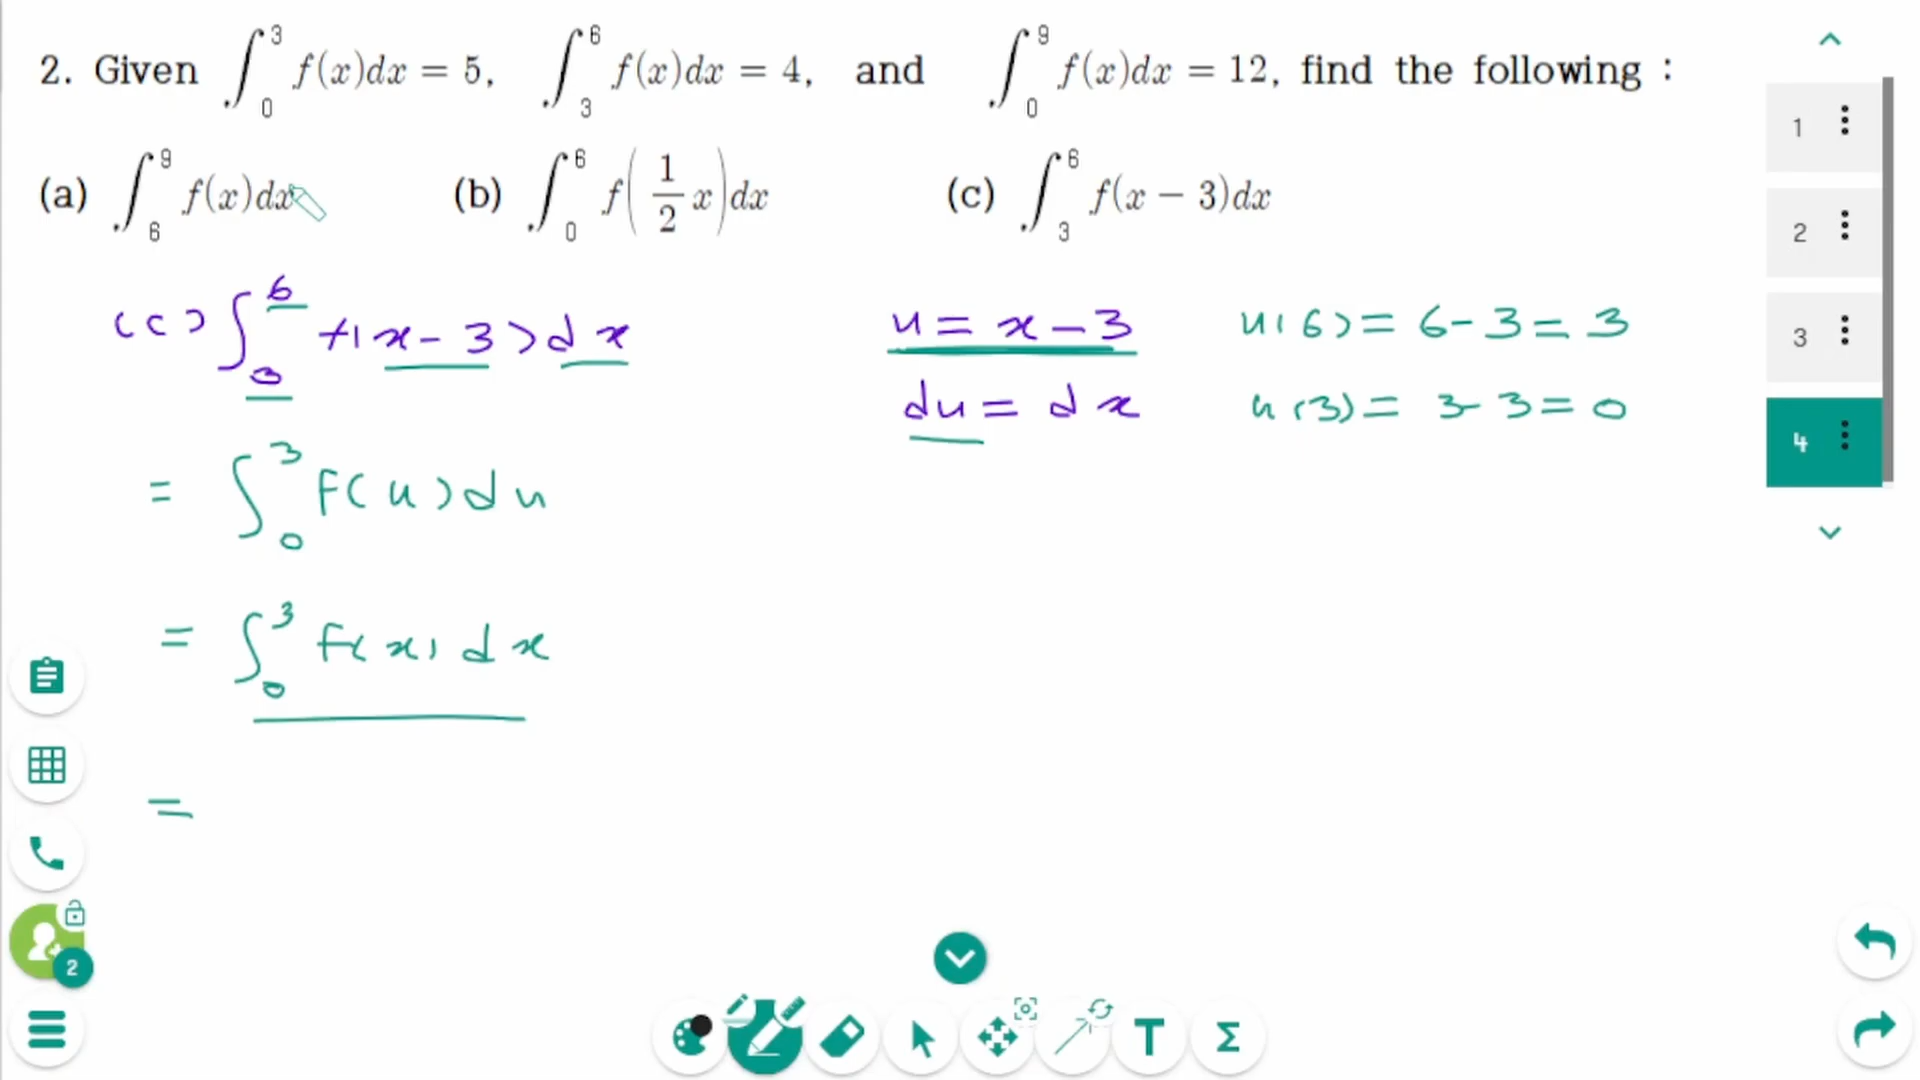 2. Given ∫₀³ f(x)dx = 5, ∫₃⁶ f(x)dx = 4, and ∫₀⁹ f(x)dx = 12, find the following :
(a) ∫₆⁹ f(x)dx (b) ∫₀⁶ f(1/2 x)dx (c) ∫₃⁶ f(x − 3)dx
(c) ∫₃⁶ f(x-3)dx u = x-3 u(6) = 6-3 = 3
du = dx u(3) = 3-3 = 0
= ∫₀³ f(u)du
= ∫₀³ f(x)dx
=
1
2
3
4
2
T
Σ